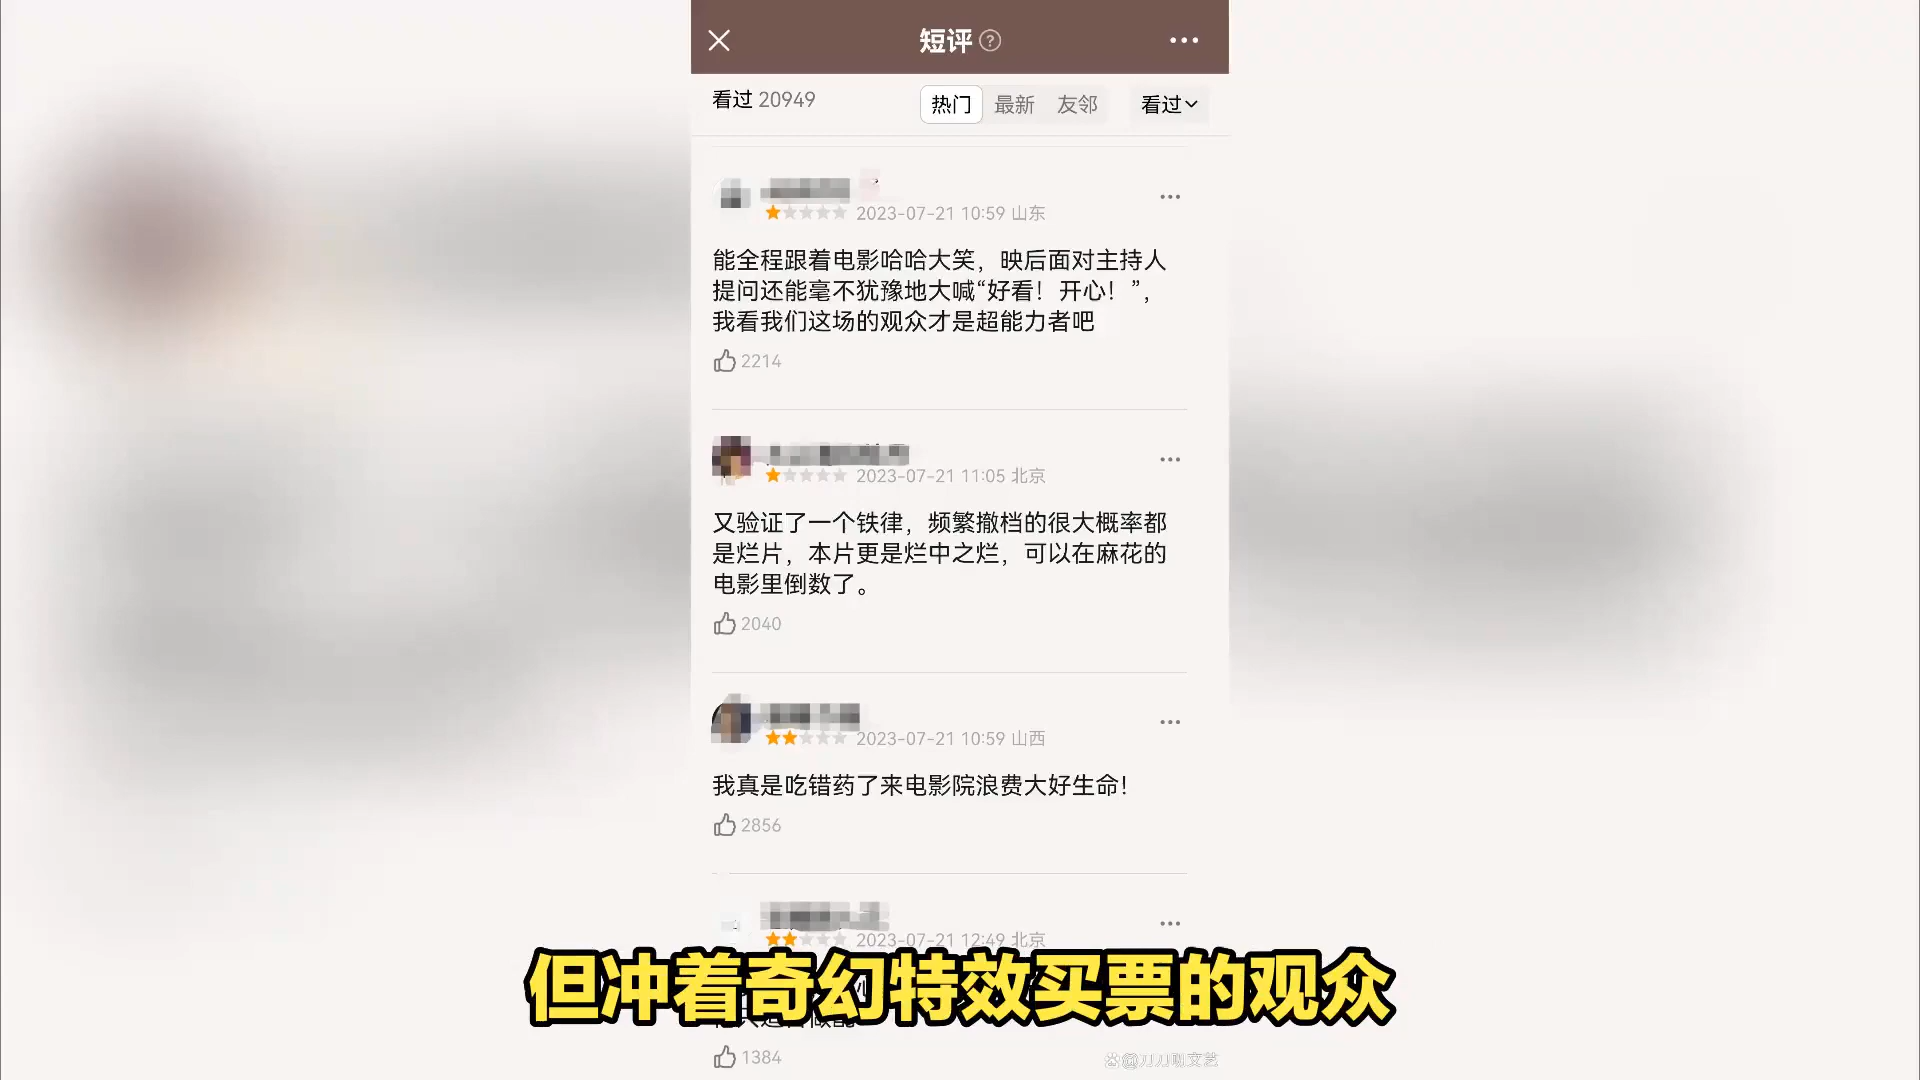 短评
看过 20949
热门 最新 友邻 看过
2023-07-21 10:59 山东
能全程跟着电影哈哈大笑，映后面对主持人
提问还能毫不犹豫地大喊“好看！开心！”，
我看我们这场的观众才是超能力者吧
2214
2023-07-21 11:05 北京
又验证了一个铁律，频繁撤档的很大概率都
是烂片，本片更是烂中之烂，可以在麻花的
电影里倒数了。
2040
2023-07-21 10:59 山西
我真是吃错药了来电影院浪费大好生命！
2856
2023-07-21 12:49 北京
但冲着奇幻特效买票的观众
1384